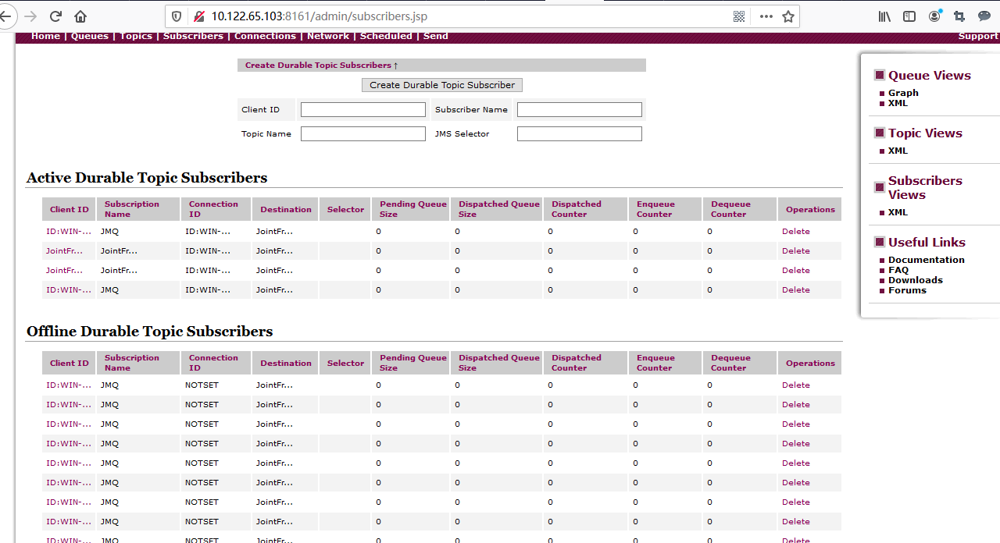 10.122.65.103:8161/admin/subscribers.jsp
Home | Queues | Topics | Subscribers | Connections | Network | Scheduled | Send
Support
Create Durable Topic Subscribers ↑
Create Durable Topic Subscriber
Client ID Subscriber Name
Topic Name JMS Selector
Active Durable Topic Subscribers
Client ID Subscription Name Connection ID Destination Selector Pending Queue Size Dispatched Queue Size Dispatched Counter Enqueue Counter Dequeue Counter Operations
ID:WIN-... JMQ ID:WIN-... JointFr... 0 0 0 0 0 Delete
JointFr... JointFr... ID:WIN-... JointFr... 0 0 0 0 0 Delete
JointFr... JointFr... ID:WIN-... JointFr... 0 0 0 0 0 Delete
ID:WIN-... JMQ ID:WIN-... JointFr... 0 0 0 0 0 Delete
Offline Durable Topic Subscribers
Client ID Subscription Name Connection ID Destination Selector Pending Queue Size Dispatched Queue Size Dispatched Counter Enqueue Counter Dequeue Counter Operations
ID:WIN-... JMQ NOTSET JointFr... 0 0 0 0 0 Delete
ID:WIN-... JMQ NOTSET JointFr... 0 0 0 0 0 Delete
ID:WIN-... JMQ NOTSET JointFr... 0 0 0 0 0 Delete
ID:WIN-... JMQ NOTSET JointFr... 0 0 0 0 0 Delete
ID:WIN-... JMQ NOTSET JointFr... 0 0 0 0 0 Delete
ID:WIN-... JMQ NOTSET JointFr... 0 0 0 0 0 Delete
ID:WIN-... JMQ NOTSET JointFr... 0 0 0 0 0 Delete
ID:WIN-... JMQ NOTSET JointFr... 0 0 0 0 0 Delete
ID:WIN-... JMQ NOTSET JointFr... 0 0 0 0 0 Delete
Queue Views
Graph
XML
Topic Views
XML
Subscribers
Views
XML
Useful Links
Documentation
FAQ
Downloads
Forums